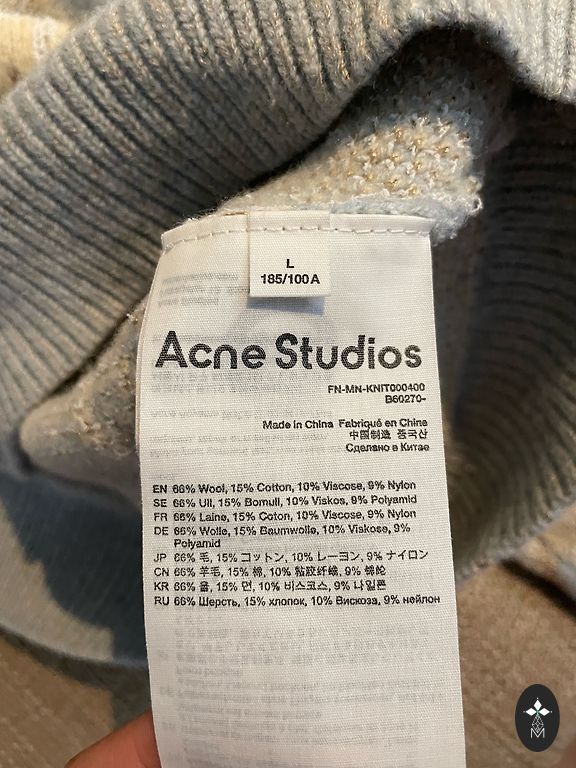 L
185/100A
Acne Studios
FN-MN-KNIT000400
B60270-
Made in China Fabriqué en Chine
中国制造 중국산
Сделано в Китае
EN 66% Wool, 15% Cotton, 10% Viscose, 9% Nylon
SE 66% Ull, 15% Bomull, 10% Viskos, 9% Polyamid
FR 66% Laine, 15% Coton, 10% Viscose, 9% Nylon
DE 66% Wolle, 15% Baumwolle, 10% Viskose, 9%
Polyamid
JP 66% 毛, 15% コットン, 10% レーヨン, 9% ナイロン
CN 66% 羊毛, 15% 棉, 10% 粘胶纤维, 9% 锦纶
KR 66% 울, 15% 면, 10% 비스코스, 9% 나일론
RU 66% Шерсть, 15% хлопок, 10% Вискоза, 9% нейлон
M